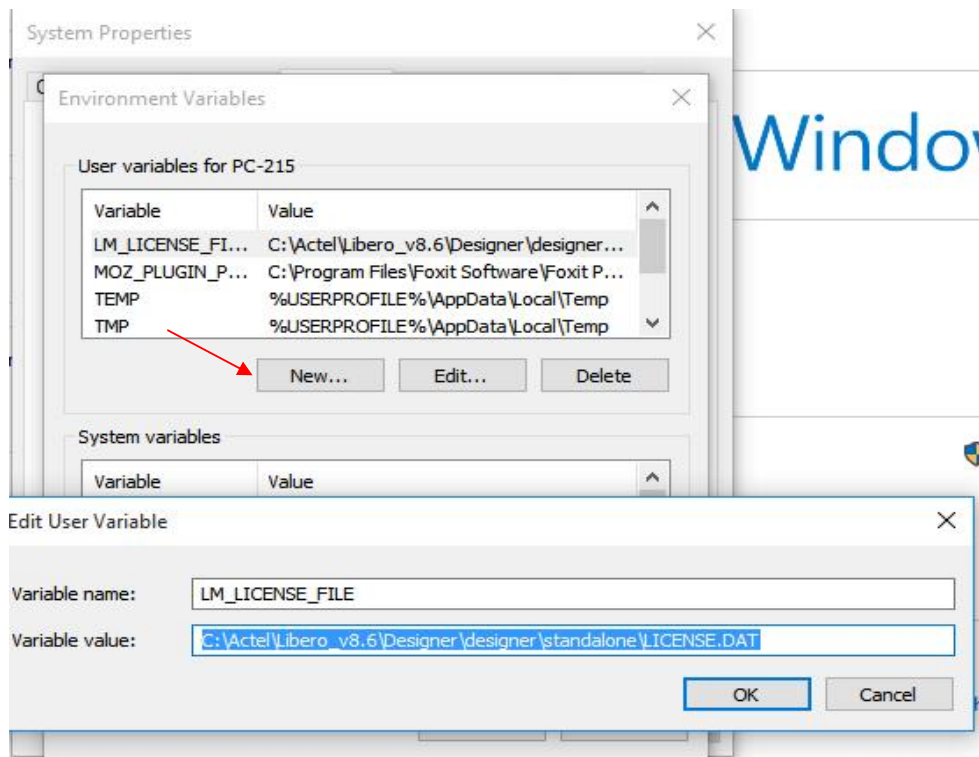 System Properties
Environment Variables
Windo
User variables for PC-215
Variable Value
LM_LICENSE_FI... C:\Actel\Libero_v8.6\Designer\designer...
MOZ_PLUGIN_P... C:\Program Files\Foxit Software\Foxit P...
TEMP %USERPROFILE%\AppData\Local\Temp
TMP %USERPROFILE%\AppData\Local\Temp
New... Edit... Delete
System variables
Variable Value
Edit User Variable
Variable name: LM_LICENSE_FILE
Variable value: C:\Actel\Libero_v8.6\Designer\designer\standalone\LICENSE.DAT
OK Cancel